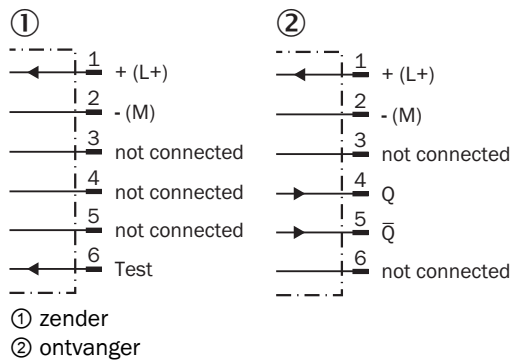 ①
1 + (L+)
2 - (M)
3 not connected
4 not connected
5 not connected
6 Test
②
1 + (L+)
2 - (M)
3 not connected
4 Q
5 Q̅
6 not connected
① zender
② ontvanger